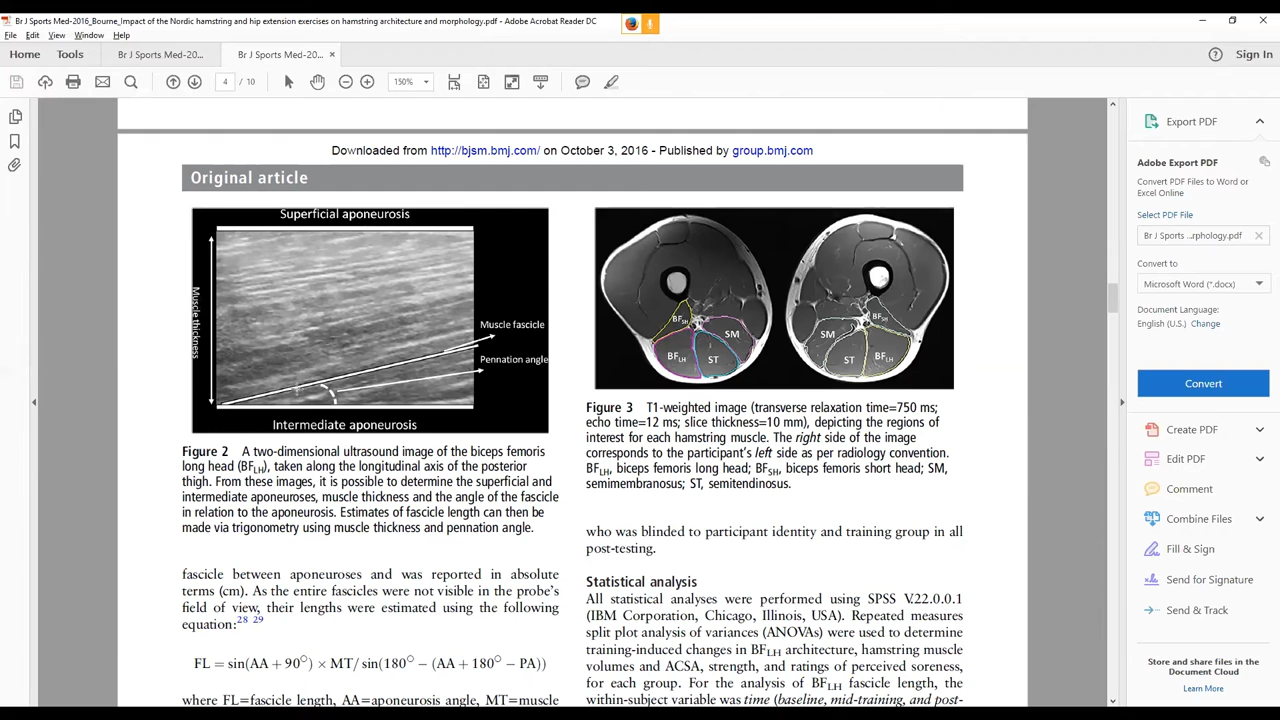 Br J Sports Med-2016_Bourne_Impact of the Nordic hamstring and hip extension exercises on hamstring architecture and morphology.pdf - Adobe Acrobat Reader DC
File Edit View Window Help
Home Tools Br J Sports Med-20... Br J Sports Med-20... ×
Sign In
4 / 10 150%
Downloaded from http://bjsm.bmj.com/ on October 3, 2016 - Published by group.bmj.com
Original article
Superficial aponeurosis
Muscle thickness
Muscle fascicle
Pennation angle
Intermediate aponeurosis
Figure 2 A two-dimensional ultrasound image of the biceps femoris
long head (BFLH), taken along the longitudinal axis of the posterior
thigh. From these images, it is possible to determine the superficial and
intermediate aponeuroses, muscle thickness and the angle of the fascicle
in relation to the aponeurosis. Estimates of fascicle length can then be
made via trigonometry using muscle thickness and pennation angle.
fascicle between aponeuroses and was reported in absolute
terms (cm). As the entire fascicles were not visible in the probe's
field of view, their lengths were estimated using the following
equation:28 29
FL = sin(AA + 90°) × MT/ sin(180° − (AA + 180° − PA))
where FL=fascicle length, AA=aponeurosis angle, MT=muscle
BFSH SM BFLH ST
BFSH SM ST BFLH
Figure 3 T1-weighted image (transverse relaxation time=750 ms;
echo time=12 ms; slice thickness=10 mm), depicting the regions of
interest for each hamstring muscle. The right side of the image
corresponds to the participant's left side as per radiology convention.
BFLH, biceps femoris long head; BFSH, biceps femoris short head; SM,
semimembranosus; ST, semitendinosus.
who was blinded to participant identity and training group in all
post-testing.
Statistical analysis
All statistical analyses were performed using SPSS V.22.0.0.1
(IBM Corporation, Chicago, Illinois, USA). Repeated measures
split plot analysis of variances (ANOVAs) were used to determine
training-induced changes in BFLH architecture, hamstring muscle
volumes and ACSA, strength, and ratings of perceived soreness,
for each group. For the analysis of BFLH fascicle length, the
within-subject variable was time (baseline, mid-training, and post-
Export PDF
Adobe Export PDF
Convert PDF Files to Word or
Excel Online
Select PDF File
Br J Sports ...rphology.pdf
Convert to
Microsoft Word (*.docx)
Document Language:
English (U.S.) Change
Convert
Create PDF
Edit PDF
Comment
Combine Files
Fill & Sign
Send for Signature
Send & Track
Store and share files in the
Document Cloud
Learn More